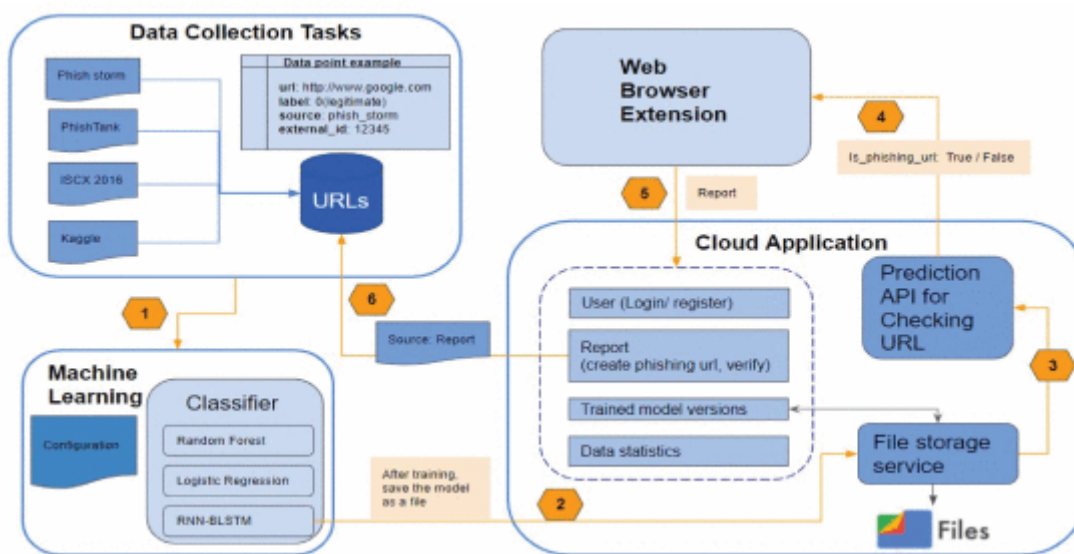 Data Collection Tasks
Phish storm
PhishTank
ISCX 2016
Kaggle
Data point example
url: http://www.google.com
label: 0(legitimate)
source: phish_storm
external_id: 12345
URLs
Web
Browser
Extension
4
Is_phishing_url: True / False
5
Report
1
6
Source: Report
Cloud Application
User (Login/ register)
Report
(create phishing url, verify)
Trained model versions
Data statistics
Prediction
API for
Checking
URL
3
File storage
service
Files
Machine
Learning
Configuration
Classifier
Random Forest
Logistic Regression
RNN-BLSTM
After training,
save the model
as a file
2